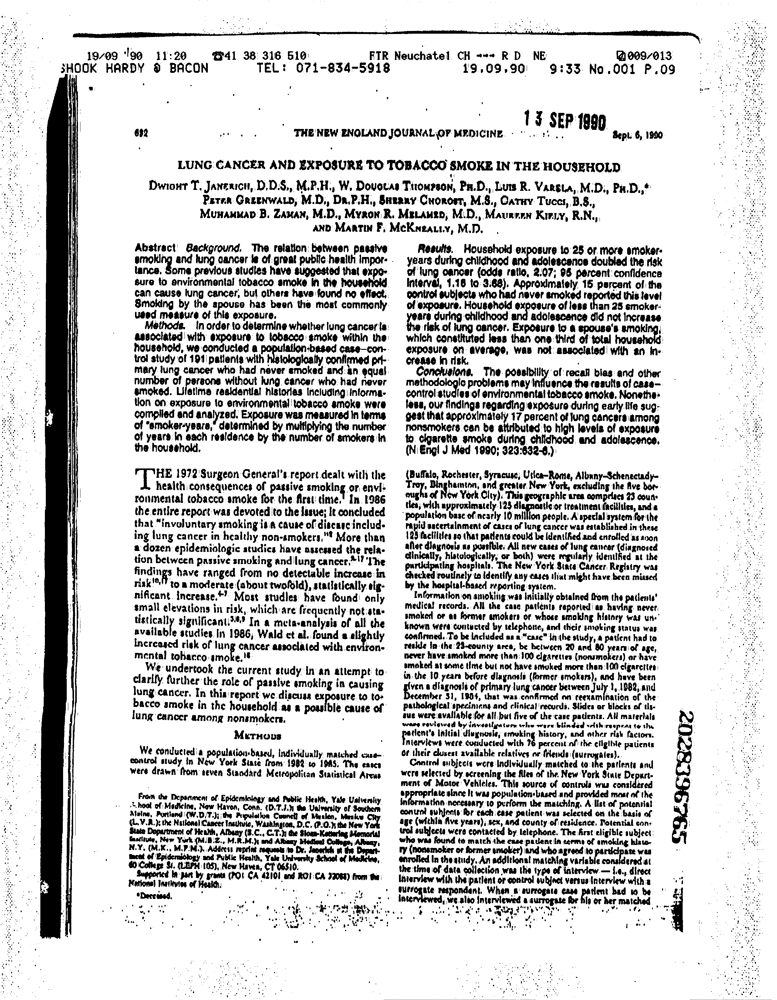 19/09 '90 11:20 ☎41 38 316 510 FTR Neuchatel CH →→→ R D NE 009/013
SHOOK HARDY & BACON TEL: 071-834-5918 19.09.90 9:33 No.001 P.09
13 SEP 1990
692 THE NEW ENGLAND JOURNAL OF MEDICINE Sept. 6, 1990
LUNG CANCER AND EXPOSURE TO TOBACCO SMOKE IN THE HOUSEHOLD
DWIGHT T. JANERICH, D.D.S., M.P.H., W. DOUGLAS THOMPSON, PH.D., LUIS R. VARELA, M.D., PH.D.,*
PETER GREENWALD, M.D., DR.P.H., SHERRY CHOROST, M.S., CATHY TUCCI, B.S.,
MUHAMMAD B. ZAMAN, M.D., MYRON R. MELAMED, M.D., MAUREEN KIELY, R.N.,
AND MARTIN F. MCKNEALLY, M.D.
Abstract Background. The relation between passive
smoking and lung cancer is of great public health impor-
tance. Some previous studies have suggested that expo-
sure to environmental tobacco smoke in the household
can cause lung cancer, but others have found no effect.
Smoking by the spouse has been the most commonly
used measure of this exposure.
Methods. In order to determine whether lung cancer is
associated with exposure to tobacco smoke within the
household, we conducted a population-based case-con-
trol study of 191 patients with histologically confirmed pri-
mary lung cancer who had never smoked and an equal
number of persons without lung cancer who had never
smoked. Lifetime residential histories including informa-
tion on exposure to environmental tobacco smoke were
compiled and analyzed. Exposure was measured in terms
of "smoker-years," determined by multiplying the number
of years in each residence by the number of smokers in
the household.
Results. Household exposure to 25 or more smoker-
years during childhood and adolescence doubled the risk
of lung cancer (odds ratio, 2.07; 95 percent confidence
interval, 1.16 to 3.68). Approximately 15 percent of the
control subjects who had never smoked reported this level
of exposure. Household exposure of less than 25 smoker-
years during childhood and adolescence did not increase
the risk of lung cancer. Exposure to a spouse's smoking,
which constituted less than one third of total household
exposure on average, was not associated with an in-
crease in risk.
Conclusions. The possibility of recall bias and other
methodologic problems may influence the results of case-
control studies of environmental tobacco smoke. Nonethe-
less, our findings regarding exposure during early life sug-
gest that approximately 17 percent of lung cancers among
nonsmokers can be attributed to high levels of exposure
to cigarette smoke during childhood and adolescence.
(N Engl J Med 1990; 323:632-6.)
THE 1972 Surgeon General's report dealt with the
health consequences of passive smoking or envi-
ronmental tobacco smoke for the first time.¹ In 1986
the entire report was devoted to the issue; it concluded
that "involuntary smoking is a cause of disease includ-
ing lung cancer in healthy non-smokers."² More than
a dozen epidemiologic studies have assessed the rela-
tion between passive smoking and lung cancer.³⁻¹⁷ The
findings have ranged from no detectable increase in
risk¹⁶,¹⁷ to a moderate (about twofold), statistically sig-
nificant increase.⁴⁻⁷ Most studies have found only
small elevations in risk, which are frequently not sta-
tistically significant.³,⁸,⁹ In a meta-analysis of all the
available studies in 1986, Wald et al. found a slightly
increased risk of lung cancer associated with environ-
mental tobacco smoke.¹⁸
We undertook the current study in an attempt to
clarify further the role of passive smoking in causing
lung cancer. In this report we discuss exposure to to-
bacco smoke in the household as a possible cause of
lung cancer among nonsmokers.
METHODS
We conducted a population-based, individually matched case-
control study in New York State from 1982 to 1985. The cases
were drawn from seven Standard Metropolitan Statistical Areas
From the Department of Epidemiology and Public Health, Yale University
School of Medicine, New Haven, Conn. (D.T.J.); the University of Southern
Maine, Portland (W.D.T.); the Population Council of Mexico, Mexico City
(L.V.R.); the National Cancer Institute, Washington, D.C. (P.G.); the New York
State Department of Health, Albany (S.C., C.T.); the Sloan-Kettering Memorial
Institute, New York (M.B.Z., M.R.M.); and Albany Medical College, Albany,
N.Y. (M.K., M.F.M.). Address reprint requests to Dr. Janerich at the Depart-
ment of Epidemiology and Public Health, Yale University School of Medicine,
60 College St. (LEPH 105), New Haven, CT 06510.
Supported in part by grants (PO1 CA 42101 and RO1 CA 32088) from the
National Institutes of Health.
*Deceased.
(Buffalo, Rochester, Syracuse, Utica–Rome, Albany–Schenectady–
Troy, Binghamton, and greater New York, excluding the five bor-
oughs of New York City). This geographic area comprises 23 coun-
ties, with approximately 125 diagnostic or treatment facilities, and a
population base of nearly 10 million people. A special system for the
rapid ascertainment of cases of lung cancer was established in these
125 facilities so that patients could be identified and enrolled as soon
after diagnosis as possible. All new cases of lung cancer (diagnosed
clinically, histologically, or both) were regularly identified at the
participating hospitals. The New York State Cancer Registry was
checked routinely to identify any cases that might have been missed
by the hospital-based reporting system.
Information on smoking was initially obtained from the patients'
medical records. All the case patients reported as having never
smoked or as former smokers or whose smoking history was un-
known were contacted by telephone, and their smoking status was
confirmed. To be included as a "case" in the study, a patient had to
reside in the 23-county area, be between 20 and 80 years of age,
never have smoked more than 100 cigarettes (nonsmokers) or have
smoked at some time but not have smoked more than 100 cigarettes
in the 10 years before diagnosis (former smokers), and have been
given a diagnosis of primary lung cancer between July 1, 1982, and
December 31, 1984, that was confirmed on reexamination of the
pathological specimens and clinical records. Slides or blocks of tis-
sue were available for all but five of the case patients. All materials
were reviewed by investigators who were blinded with respect to the
patient's initial diagnosis, smoking history, and other risk factors.
Interviews were conducted with 76 percent of the eligible patients
or their closest available relatives or friends (surrogates).
Control subjects were individually matched to the patients and
were selected by screening the files of the New York State Depart-
ment of Motor Vehicles. This source of controls was considered
appropriate since it was population-based and provided most of the
information necessary to perform the matching. A list of potential
control subjects for each case patient was selected on the basis of
age (within five years), sex, and county of residence. Potential con-
trol subjects were contacted by telephone. The first eligible subject
who was found to match the case patient in terms of smoking histo-
ry (nonsmoker or former smoker) and who agreed to participate was
enrolled in the study. An additional matching variable considered at
the time of data collection was the type of interview — i.e., direct
interview with the patient or control subject versus interview with a
surrogate respondent. When a surrogate case patient had to be
interviewed, we also interviewed a surrogate for his or her matched
2028396765